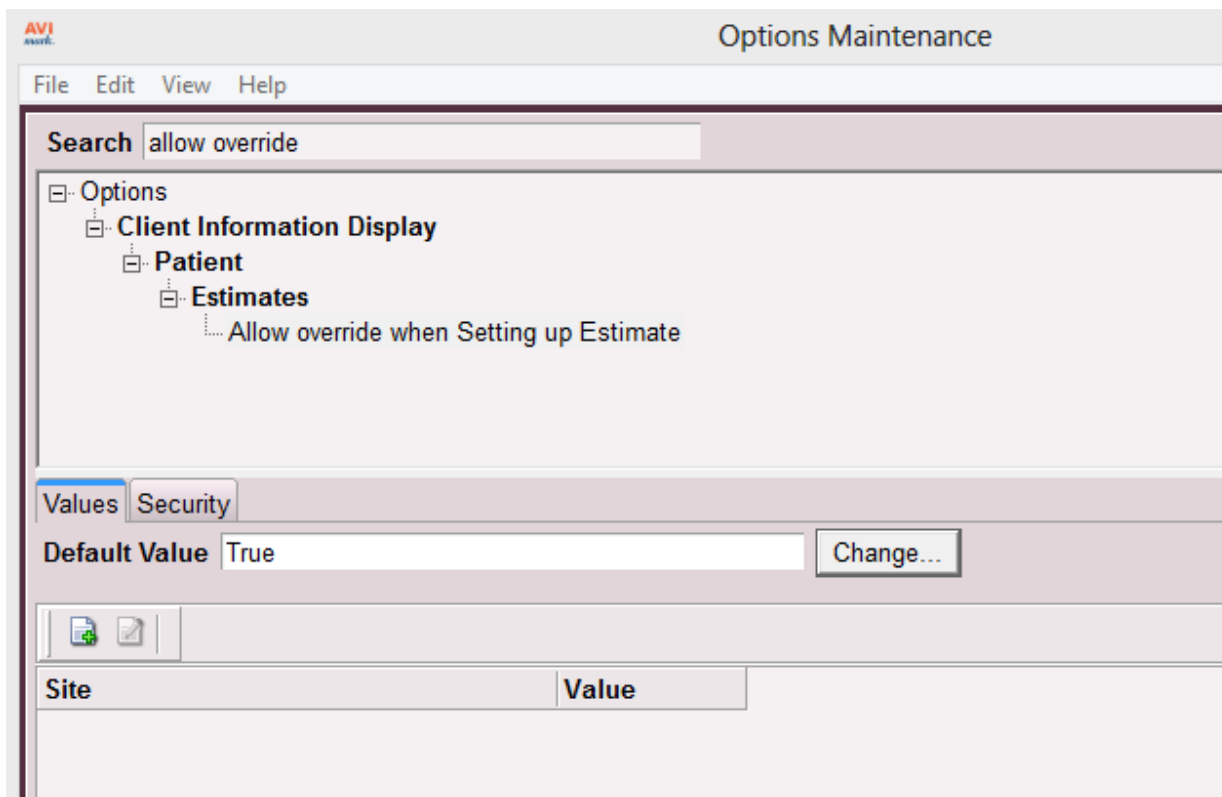 AVI
mark.
Options Maintenance
File Edit View Help
Search allow override
Options
Client Information Display
Patient
Estimates
Allow override when Setting up Estimate
Values Security
Default Value True Change...
Site Value